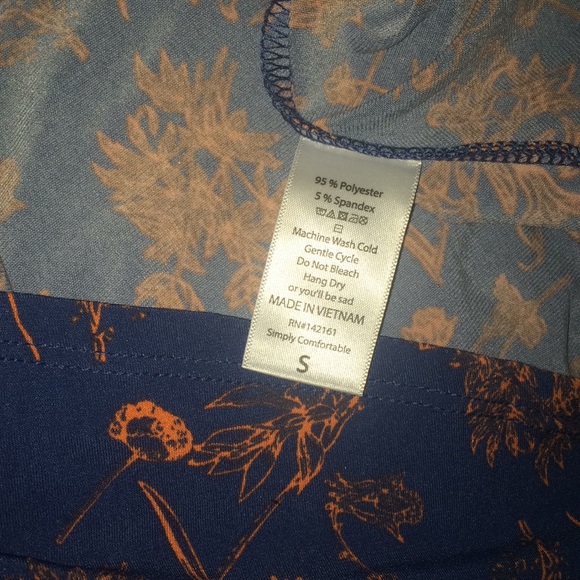 95 % Polyester
5 % Spandex
Machine Wash Cold
Gentle Cycle
Do Not Bleach
Hang Dry
or you'll be sad
MADE IN VIETNAM
RN#142161
Simply Comfortable
S